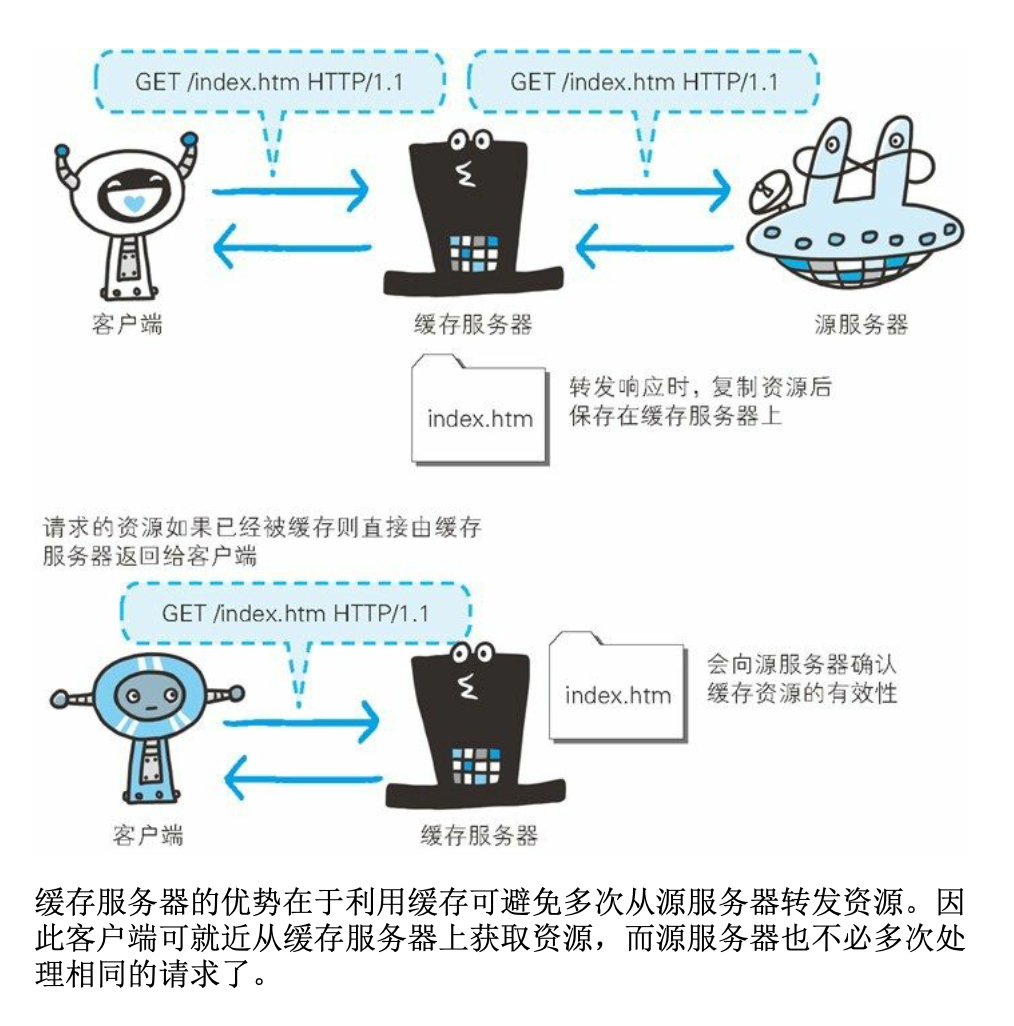 GET /index.htm HTTP/1.1
GET /index.htm HTTP/1.1
客户端
缓存服务器
源服务器
index.htm
转发响应时，复制资源后
保存在缓存服务器上
请求的资源如果已经被缓存则直接由缓存
服务器返回给客户端
GET /index.htm HTTP/1.1
index.htm
会向源服务器确认
缓存资源的有效性
客户端
缓存服务器
缓存服务器的优势在于利用缓存可避免多次从源服务器转发资源。因
此客户端可就近从缓存服务器上获取资源，而源服务器也不必多次处
理相同的请求了。